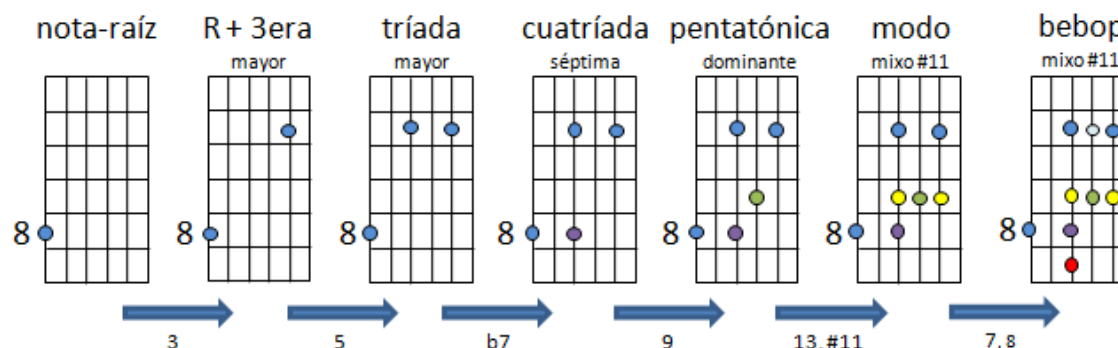 nota-raíz R + 3era tríada cuatríada pentatónica modo bebop
mayor mayor séptima dominante mixo #11 mixo #11
8 8 8 8 8 8 8
3 5 b7 9 13, #11 7, 8